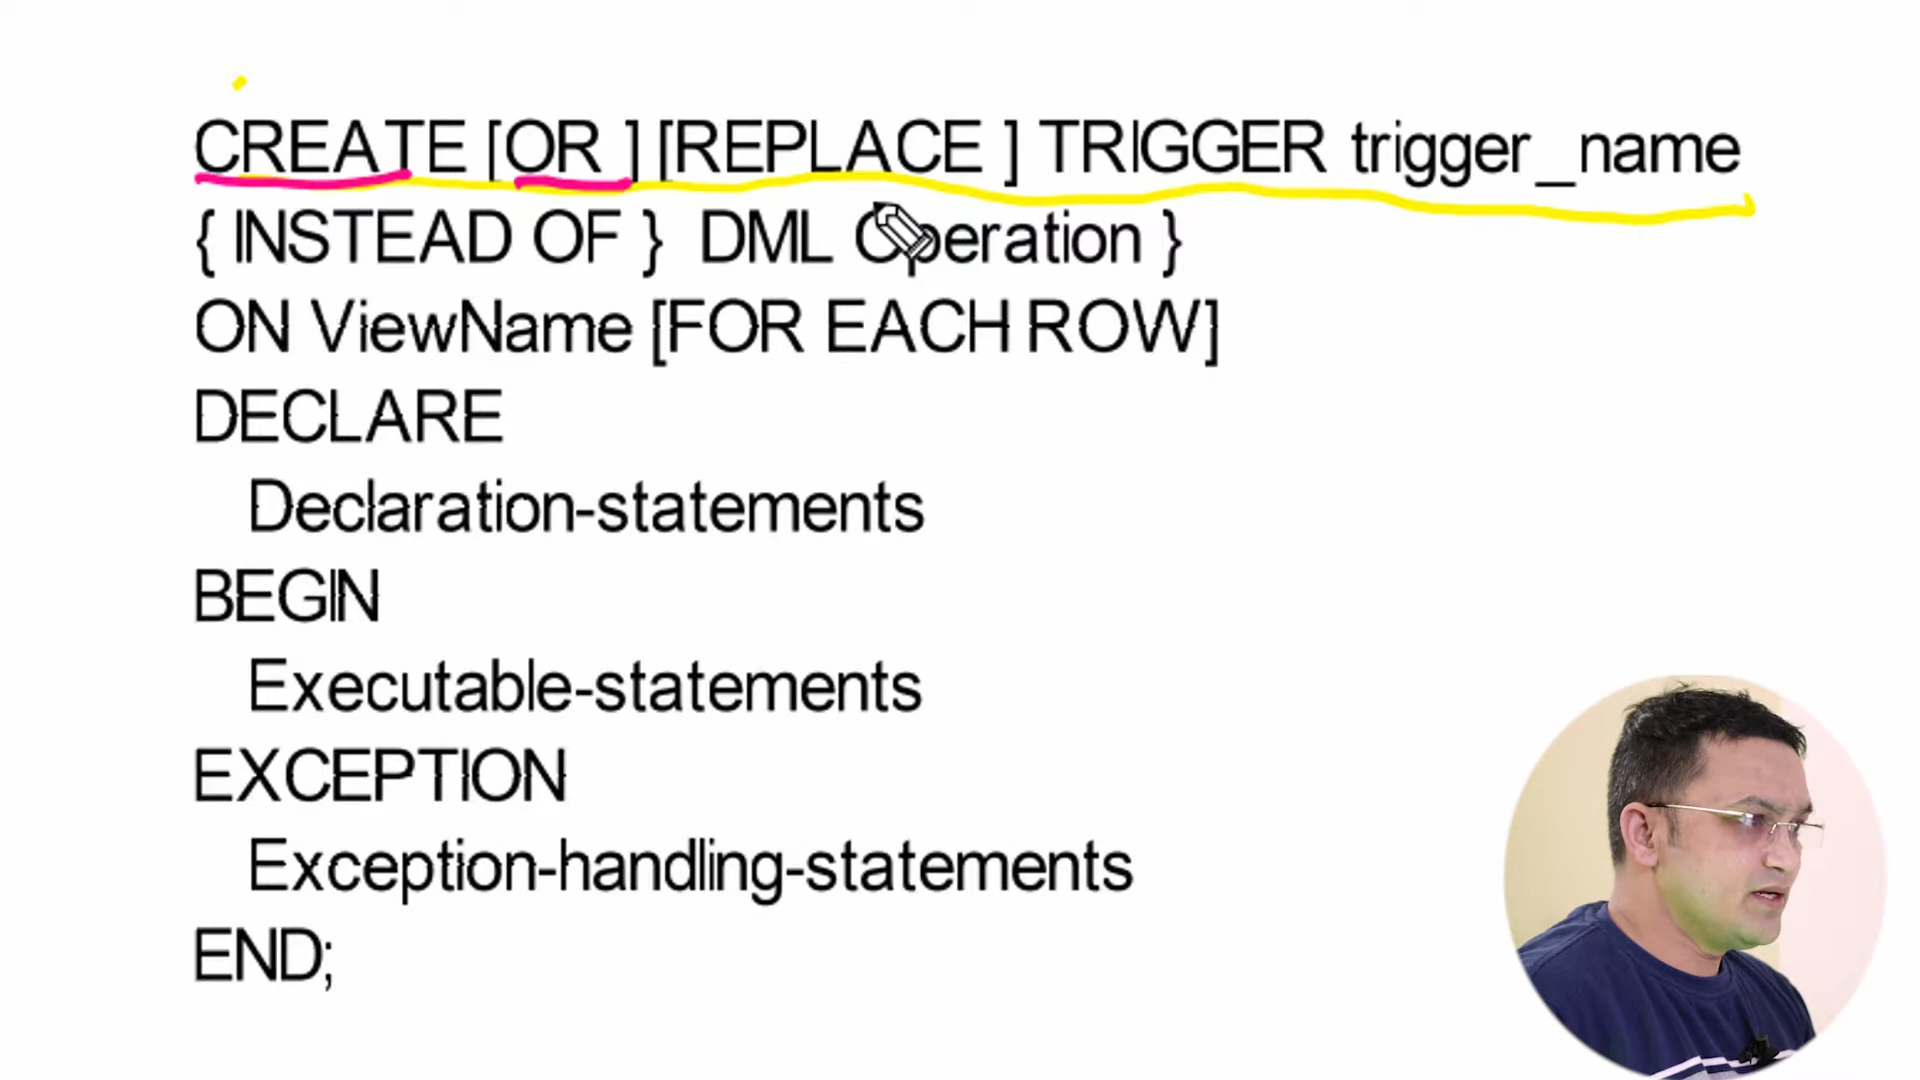 CREATE [OR ] [REPLACE ] TRIGGER trigger_name
{ INSTEAD OF } DML Operation }
ON ViewName [FOR EACH ROW]
DECLARE
Declaration-statements
BEGIN
Executable-statements
EXCEPTION
Exception-handling-statements
END;